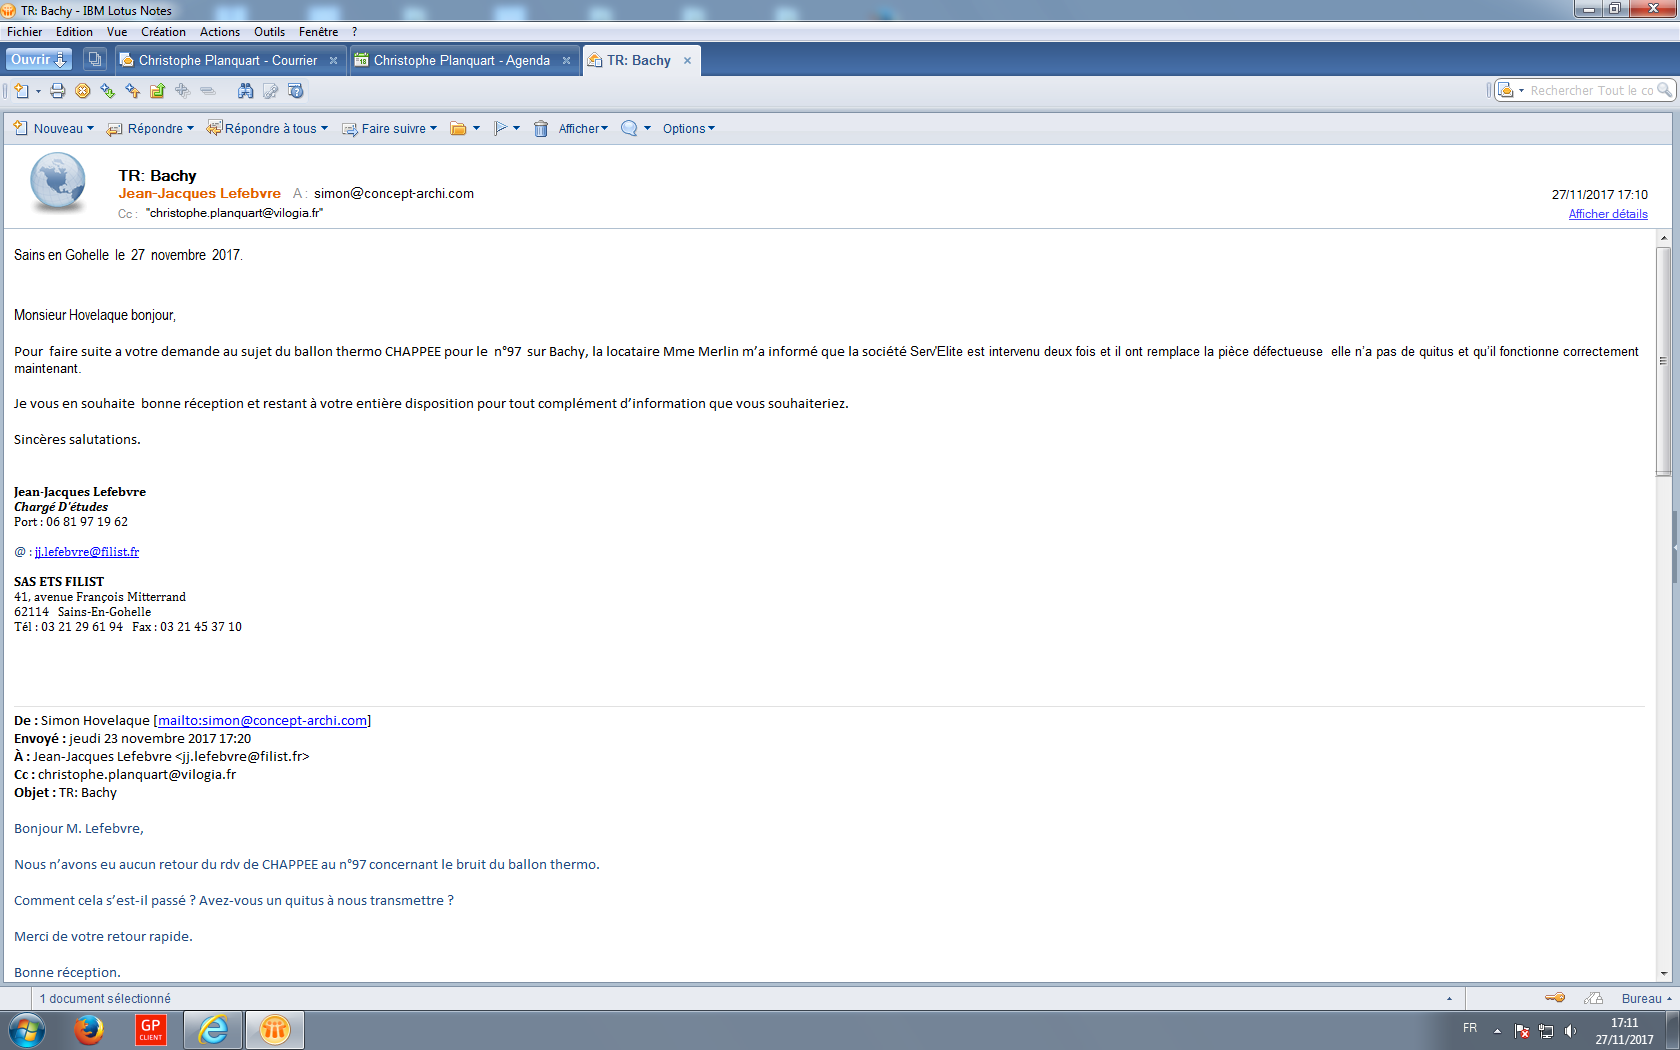 TR: Bachy - IBM Lotus Notes
Fichier Edition Vue Création Actions Outils Fenêtre ?
Ouvrir Christophe Planquart - Courrier Christophe Planquart - Agenda TR: Bachy
Rechercher Tout le co
Nouveau Répondre Répondre à tous Faire suivre Afficher Options
TR: Bachy
Jean-Jacques Lefebvre A : simon@concept-archi.com
27/11/2017 17:10
Cc : "christophe.planquart@vilogia.fr"
Afficher détails
Sains en Gohelle le 27 novembre 2017.
Monsieur Hovelaque bonjour,
Pour faire suite a votre demande au sujet du ballon thermo CHAPPEE pour le n°97 sur Bachy, la locataire Mme Merlin m'a informé que la société Serv'Elite est intervenu deux fois et il ont remplace la pièce défectueuse elle n'a pas de quitus et qu'il fonctionne correctement
maintenant.
Je vous en souhaite bonne réception et restant à votre entière disposition pour tout complément d'information que vous souhaiteriez.
Sincères salutations.
Jean-Jacques Lefebvre
Chargé D'études
Port : 06 81 97 19 62
@ : jj.lefebvre@filist.fr
SAS ETS FILIST
41, avenue François Mitterrand
62114 Sains-En-Gohelle
Tél : 03 21 29 61 94 Fax : 03 21 45 37 10
De : Simon Hovelaque [mailto:simon@concept-archi.com]
Envoyé : jeudi 23 novembre 2017 17:20
À : Jean-Jacques Lefebvre <jj.lefebvre@filist.fr>
Cc : christophe.planquart@vilogia.fr
Objet : TR: Bachy
Bonjour M. Lefebvre,
Nous n'avons eu aucun retour du rdv de CHAPPEE au n°97 concernant le bruit du ballon thermo.
Comment cela s'est-il passé ? Avez-vous un quitus à nous transmettre ?
Merci de votre retour rapide.
Bonne réception.
1 document sélectionné
Bureau
GP
CLIENT
FR
17:11
27/11/2017